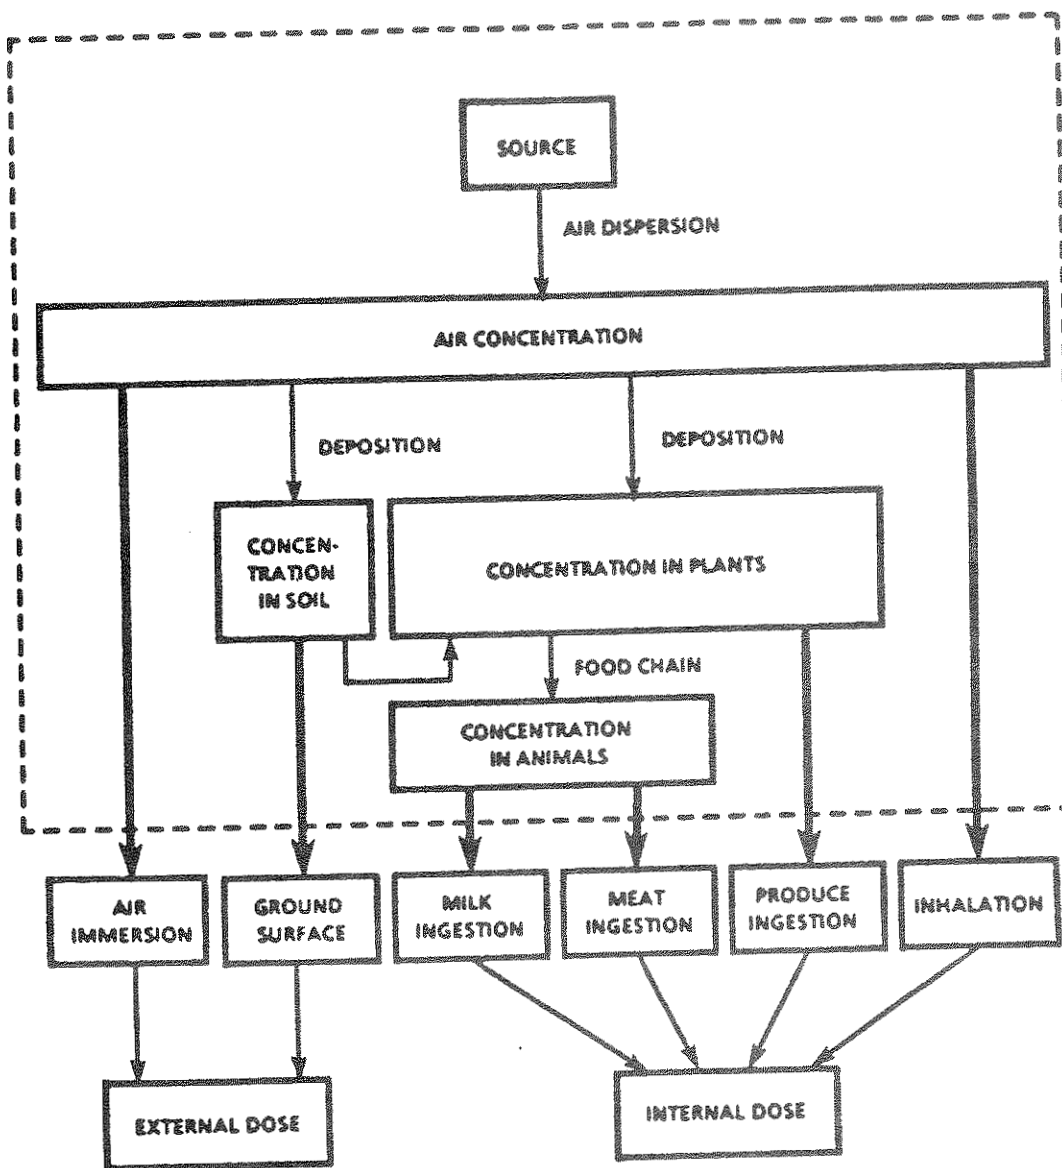 SOURCE
AIR DISPERSION
AIR CONCENTRATION
DEPOSITION
DEPOSITION
CONCEN-
TRATION
IN SOIL
CONCENTRATION IN PLANTS
FOOD CHAIN
CONCENTRATION
IN ANIMALS
AIR
IMMERSION
GROUND
SURFACE
MILK
INGESTION
MEAT
INGESTION
PRODUCE
INGESTION
INHALATION
EXTERNAL DOSE
INTERNAL DOSE